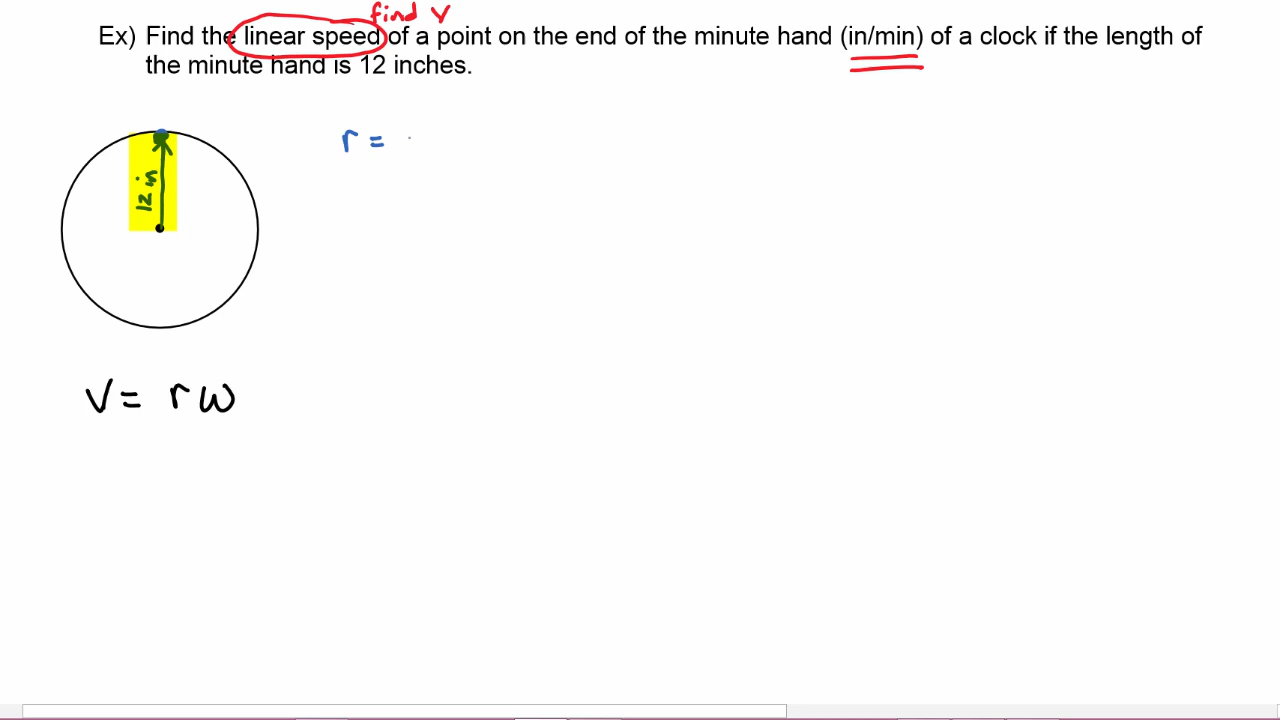 find v
Ex) Find the linear speed of a point on the end of the minute hand (in/min) of a clock if the length of
the minute hand is 12 inches.
r =
12 in
v = r ω